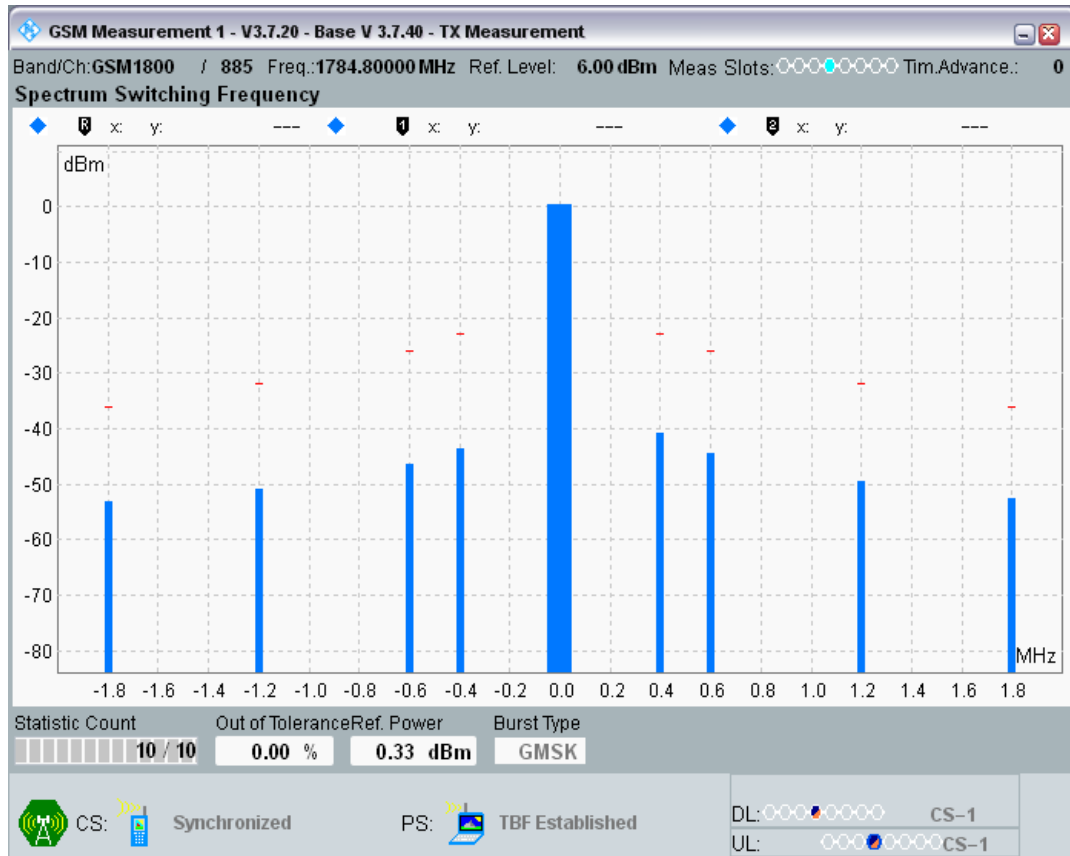 GSM Measurement 1 - V3.7.20 - Base V 3.7.40 - TX Measurement
Band/Ch:GSM1800 / 885 Freq.:1784.80000 MHz Ref. Level: 6.00 dBm Meas Slots: Tim.Advance.: 0
Spectrum Switching Frequency
R x: y: --- 1 x: y: --- 2 x: y: ---
dBm
0
-10
-20
-30
-40
-50
-60
-70
-80
MHz
-1.8 -1.6 -1.4 -1.2 -1.0 -0.8 -0.6 -0.4 -0.2 0.0 0.2 0.4 0.6 0.8 1.0 1.2 1.4 1.6 1.8
Statistic Count Out of Tolerance Ref. Power Burst Type
10 / 10 0.00 % 0.33 dBm GMSK
CS: Synchronized PS: TBF Established
DL: CS-1
UL: CS-1